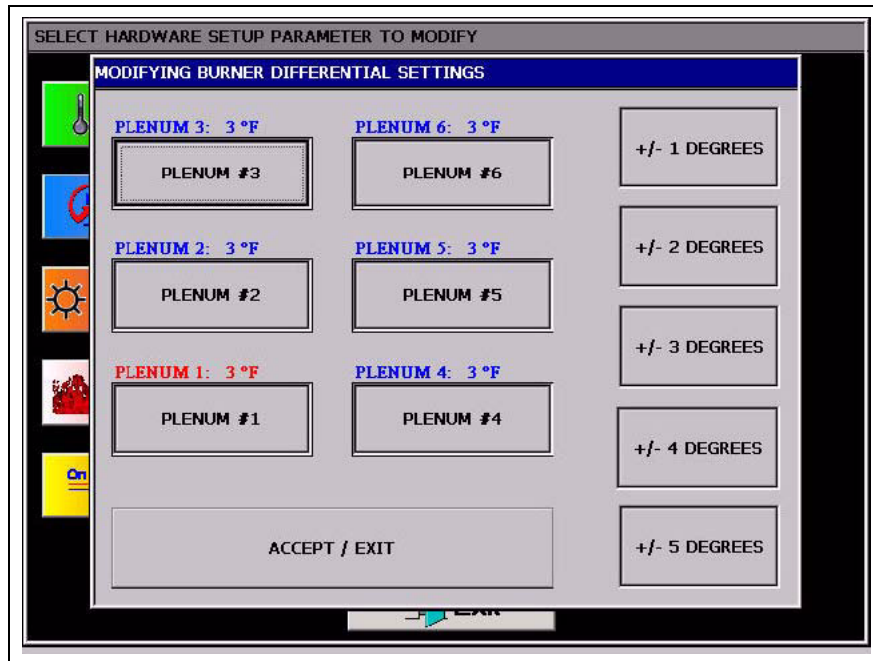 SELECT HARDWARE SETUP PARAMETER TO MODIFY
MODIFYING BURNER DIFFERENTIAL SETTINGS
PLENUM 3: 3 °F
PLENUM #3
PLENUM 6: 3 °F
PLENUM #6
PLENUM 2: 3 °F
PLENUM #2
PLENUM 5: 3 °F
PLENUM #5
PLENUM 1: 3 °F
PLENUM #1
PLENUM 4: 3 °F
PLENUM #4
+/- 1 DEGREES
+/- 2 DEGREES
+/- 3 DEGREES
+/- 4 DEGREES
+/- 5 DEGREES
On
ACCEPT / EXIT